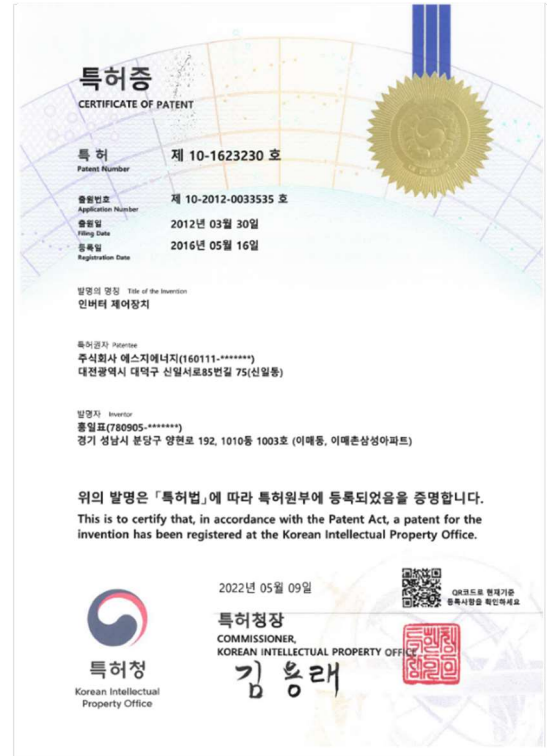 특허증
CERTIFICATE OF PATENT
특 허 제 10-1623230 호
Patent Number
출원번호 제 10-2012-0033535 호
Application Number
출원일 2012년 03월 30일
Filing Date
등록일 2016년 05월 16일
Registration Date
발명의 명칭 Title of the Invention
인버터 제어장치
특허권자 Patentee
주식회사 에스지에너지(160111-*******)
대전광역시 대덕구 신일서로85번길 75(신일동)
발명자 Inventor
홍일표(780905-*******)
경기 성남시 분당구 양현로 192, 1010동 1003호 (이매동, 이매촌삼성아파트)
위의 발명은 「특허법」에 따라 특허원부에 등록되었음을 증명합니다.
This is to certify that, in accordance with the Patent Act, a patent for the
invention has been registered at the Korean Intellectual Property Office.
2022년 05월 09일
QR코드로 현재기준
등록사항을 확인하세요
특허청장
COMMISSIONER,
KOREAN INTELLECTUAL PROPERTY OFFICE
김용래
특허청
Korean Intellectual
Property Office